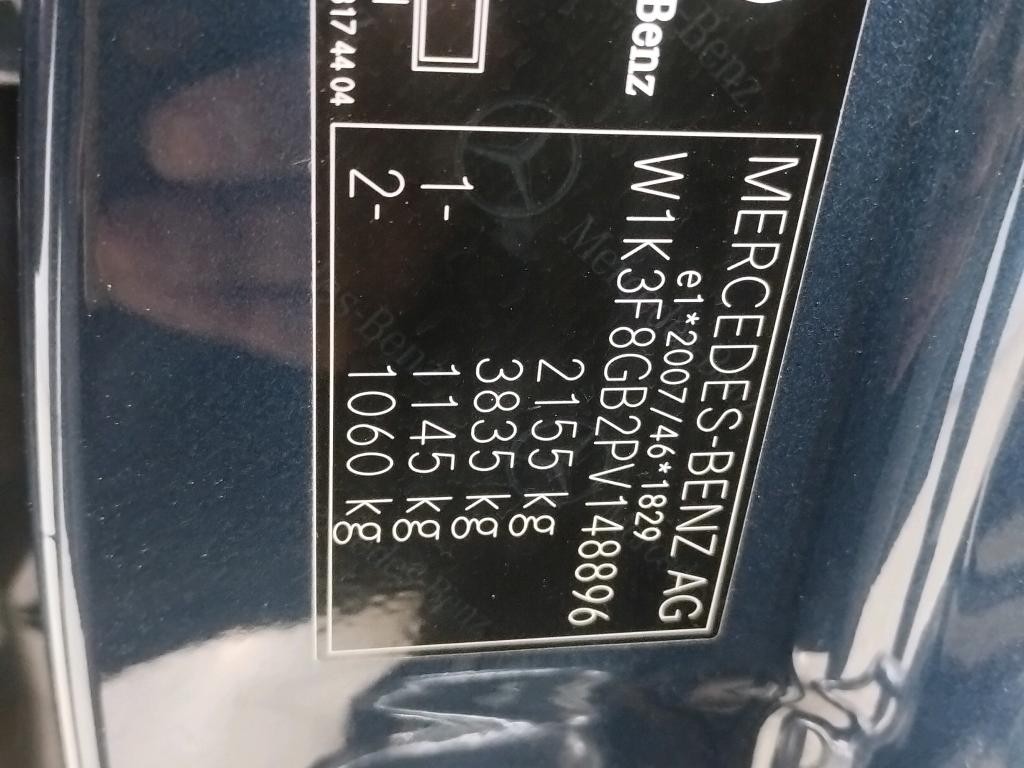 Benz
817 44 04
MERCEDES-BENZ AG
e1*2007/46*1829
W1K3F8GB2PV148896
2155 kg
3835 kg
1- 1145 kg
2- 1060 kg